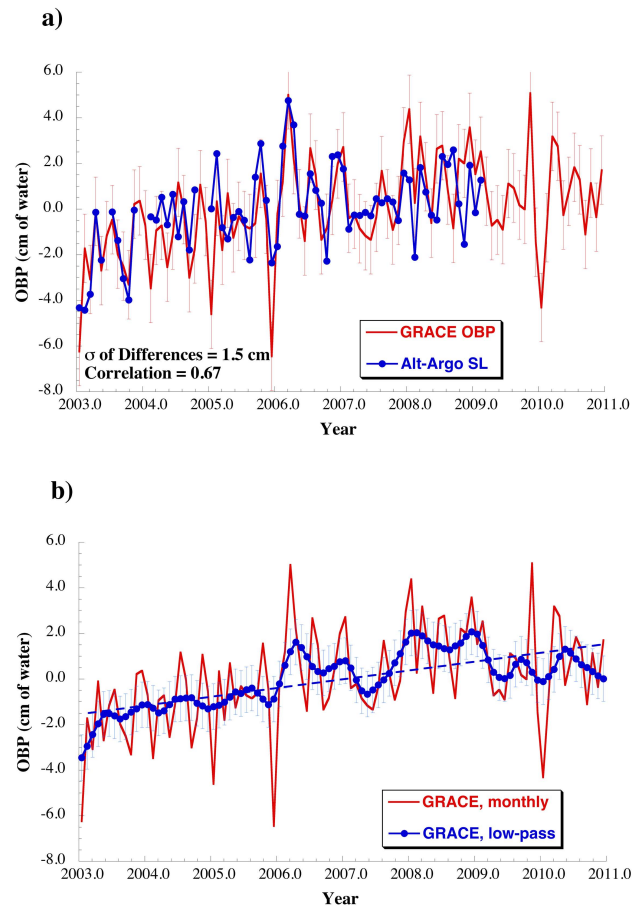 a)
6.0
4.0
2.0
0.0
-2.0
-4.0
-6.0
-8.0
OBP (cm of water)
GRACE OBP
Alt-Argo SL
σ of Differences = 1.5 cm
Correlation = 0.67
2003.0 2004.0 2005.0 2006.0 2007.0 2008.0 2009.0 2010.0 2011.0
Year
b)
6.0
4.0
2.0
0.0
-2.0
-4.0
-6.0
-8.0
OBP (cm of water)
GRACE, monthly
GRACE, low-pass
2003.0 2004.0 2005.0 2006.0 2007.0 2008.0 2009.0 2010.0 2011.0
Year